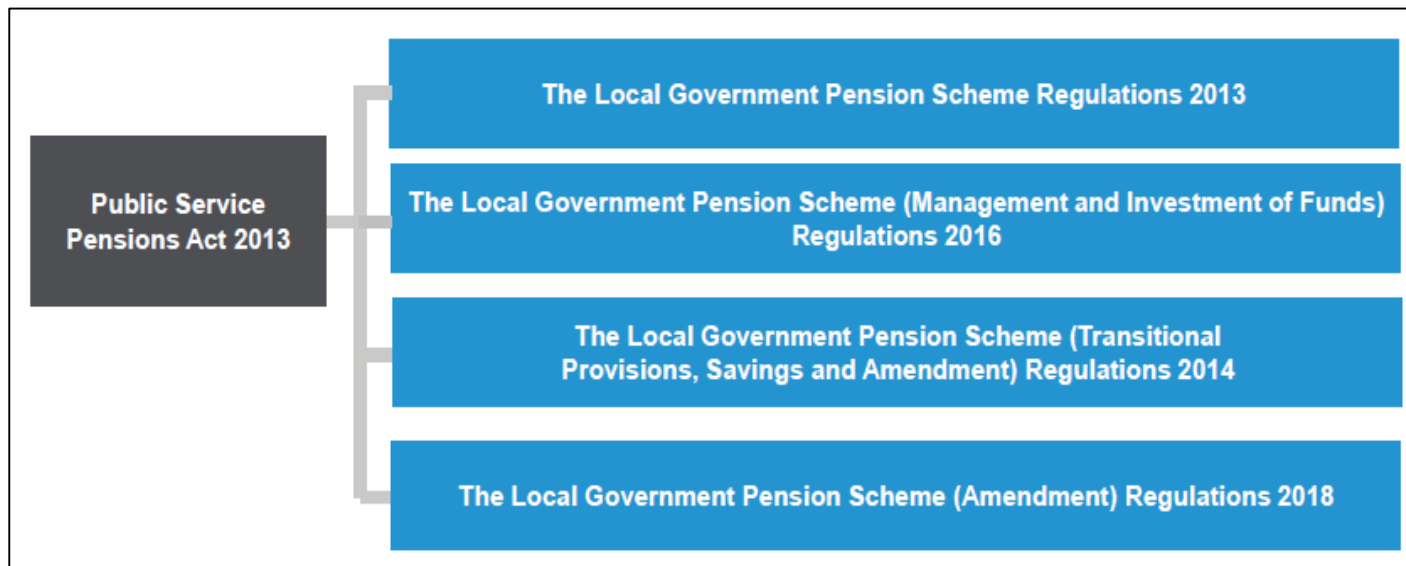 Public Service
Pensions Act 2013
The Local Government Pension Scheme Regulations 2013
The Local Government Pension Scheme (Management and Investment of Funds)
Regulations 2016
The Local Government Pension Scheme (Transitional
Provisions, Savings and Amendment) Regulations 2014
The Local Government Pension Scheme (Amendment) Regulations 2018